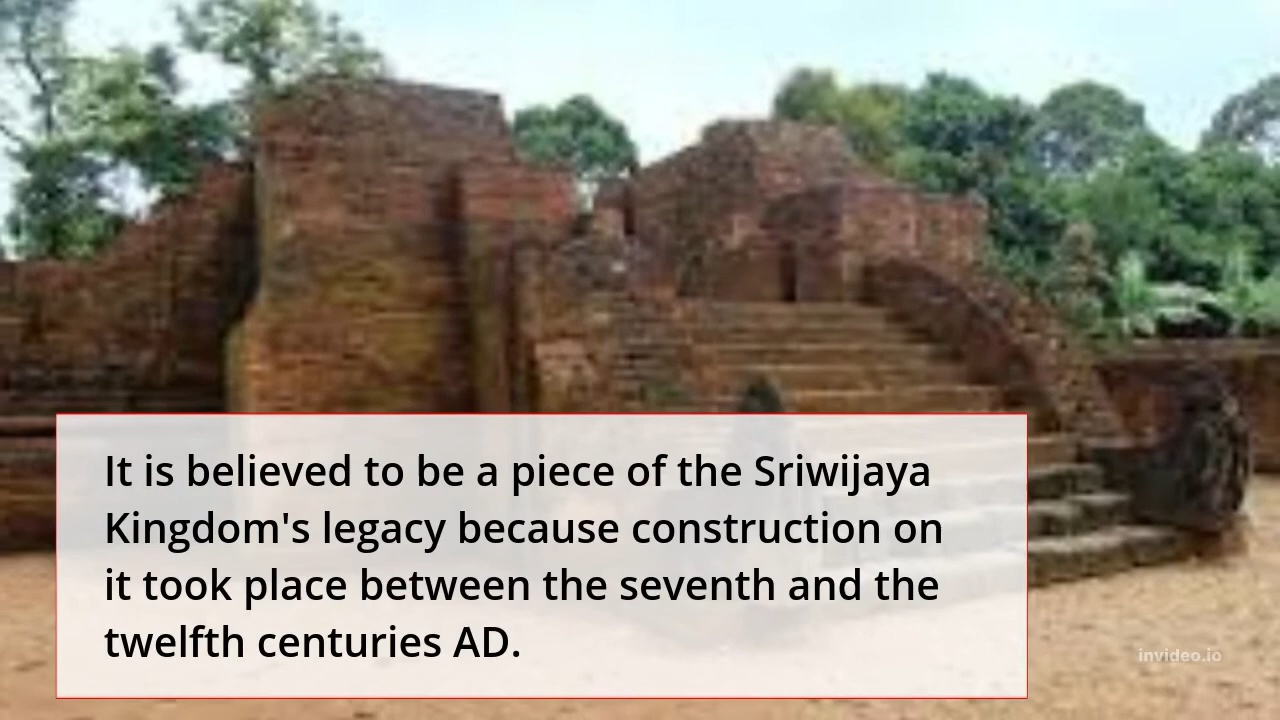 It is believed to be a piece of the Sriwijaya
Kingdom's legacy because construction on
it took place between the seventh and the
twelfth centuries AD.
invideo.io